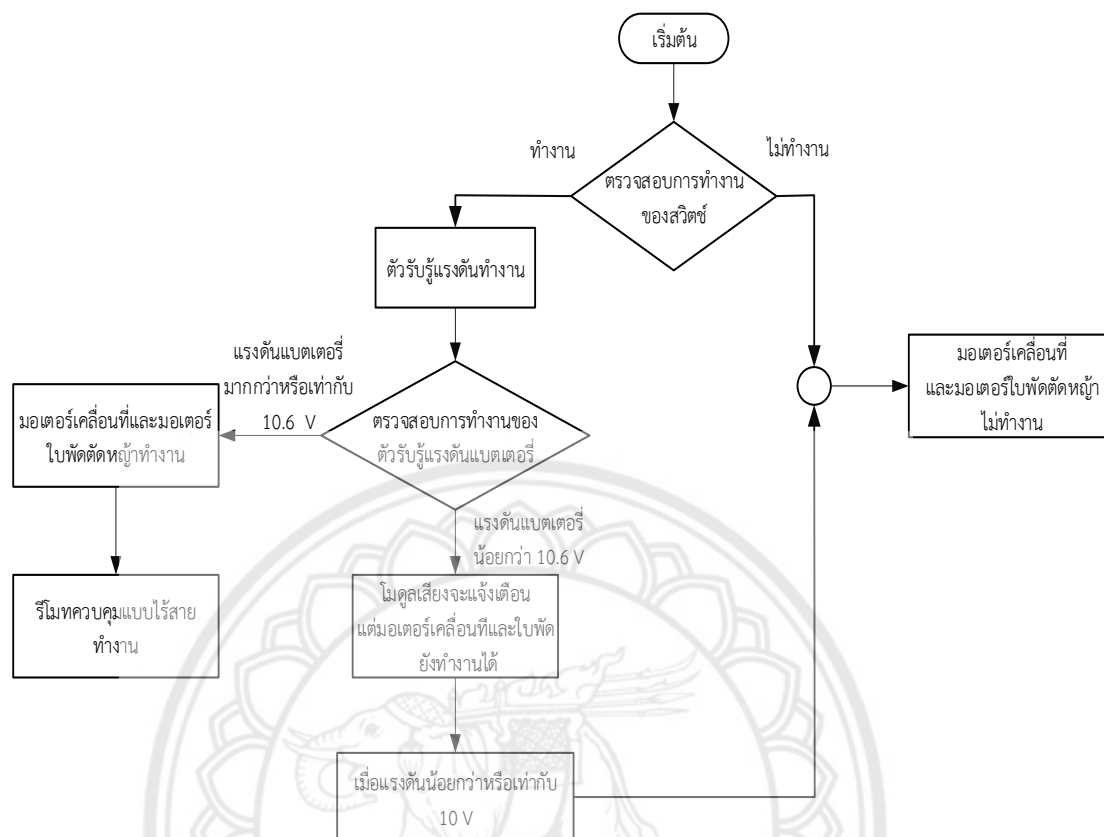 เริ่มต้น
ทำงาน
ไม่ทำงาน
ตรวจสอบการทำงาน
ของสวิตช์
ตัวรับรู้แรงดันทำงาน
แรงดันแบตเตอรี่
มากกว่าหรือเท่ากับ
10.6 V
มอเตอร์เคลื่อนที่และมอเตอร์
ใบพัดตัดหญ้าทำงาน
ตรวจสอบการทำงานของ
ตัวรับรู้แรงดันแบตเตอรี่
มอเตอร์เคลื่อนที่
และมอเตอร์ใบพัดตัดหญ้า
ไม่ทำงาน
แรงดันแบตเตอรี่
น้อยกว่า 10.6 V
รีโมทควบคุมแบบไร้สาย
ทำงาน
โมดูลเสียงจะแจ้งเตือน
แต่มอเตอร์เคลื่อนทีและใบพัด
ยังทำงานได้
เมื่อแรงดันน้อยกว่าหรือเท่ากับ
10 V